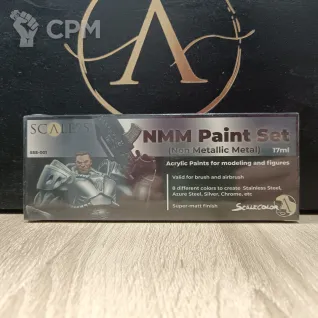 CPM
SCALE75
NMM Paint Set
(Non Metallic Metal) 17ml
Acrylic Paints for modeling and figures
Valid for brush and airbrush
8 different colors to create Stainless Steel,
Azure Steel, Silver, Chrome, etc
Super-matt Finish
SCALECOLOR